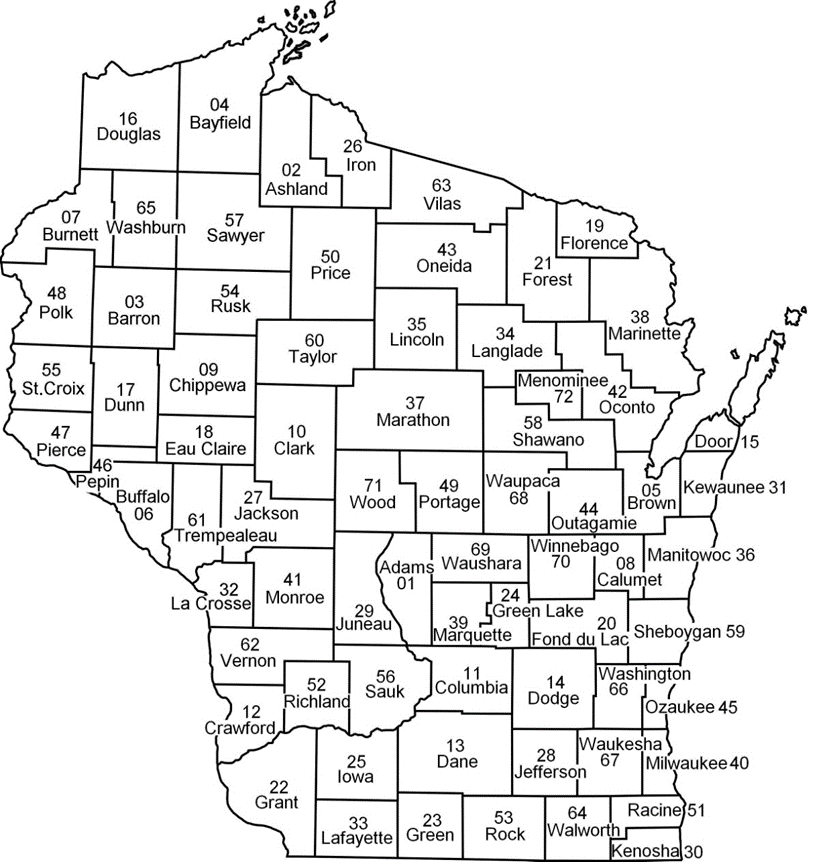 04
Bayfield
16
Douglas
26
Iron
02
Ashland
63
Vilas
07
Burnett
65
Washburn
57
Sawyer
19
Florence
50
Price
43
Oneida
21
Forest
48
Polk
03
Barron
54
Rusk
38
Marinette
35
Lincoln
34
Langlade
60
Taylor
55
St.Croix
17
Dunn
09
Chippewa
Menominee
72
42
Oconto
37
Marathon
58
Shawano
47
Pierce
18
Eau Claire
10
Clark
Door 15
46
Pepin
Buffalo
06
61
Trempealeau
27
Jackson
71
Wood
49
Portage
Waupaca
68
44
Outagamie
05
Brown
Kewaunee 31
Adams
01
69
Waushara
Winnebago
70
08
Calumet
Manitowoc 36
32
La Crosse
41
Monroe
29
Juneau
39
Marquette
24
Green Lake
20
Fond du Lac
Sheboygan 59
62
Vernon
52
Richland
56
Sauk
11
Columbia
14
Dodge
Washington
66
Ozaukee 45
12
Crawford
22
Grant
25
Iowa
13
Dane
28
Jefferson
Waukesha
67
Milwaukee 40
33
Lafayette
23
Green
53
Rock
64
Walworth
Racine 51
Kenosha 30